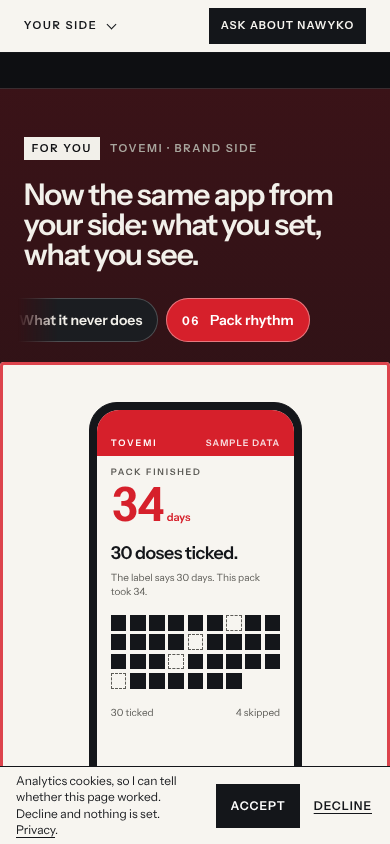 YOUR SIDE
ASK ABOUT NAWYKO
FOR YOU
TOVEMI · BRAND SIDE
Now the same app from
your side: what you set,
what you see.
What it never does
06 Pack rhythm
TOVEMI
SAMPLE DATA
PACK FINISHED
34 days
30 doses ticked.
The label says 30 days. This pack
took 34.
30 ticked
4 skipped
Analytics cookies, so I can tell
whether this page worked.
Decline and nothing is set.
Privacy.
ACCEPT
DECLINE